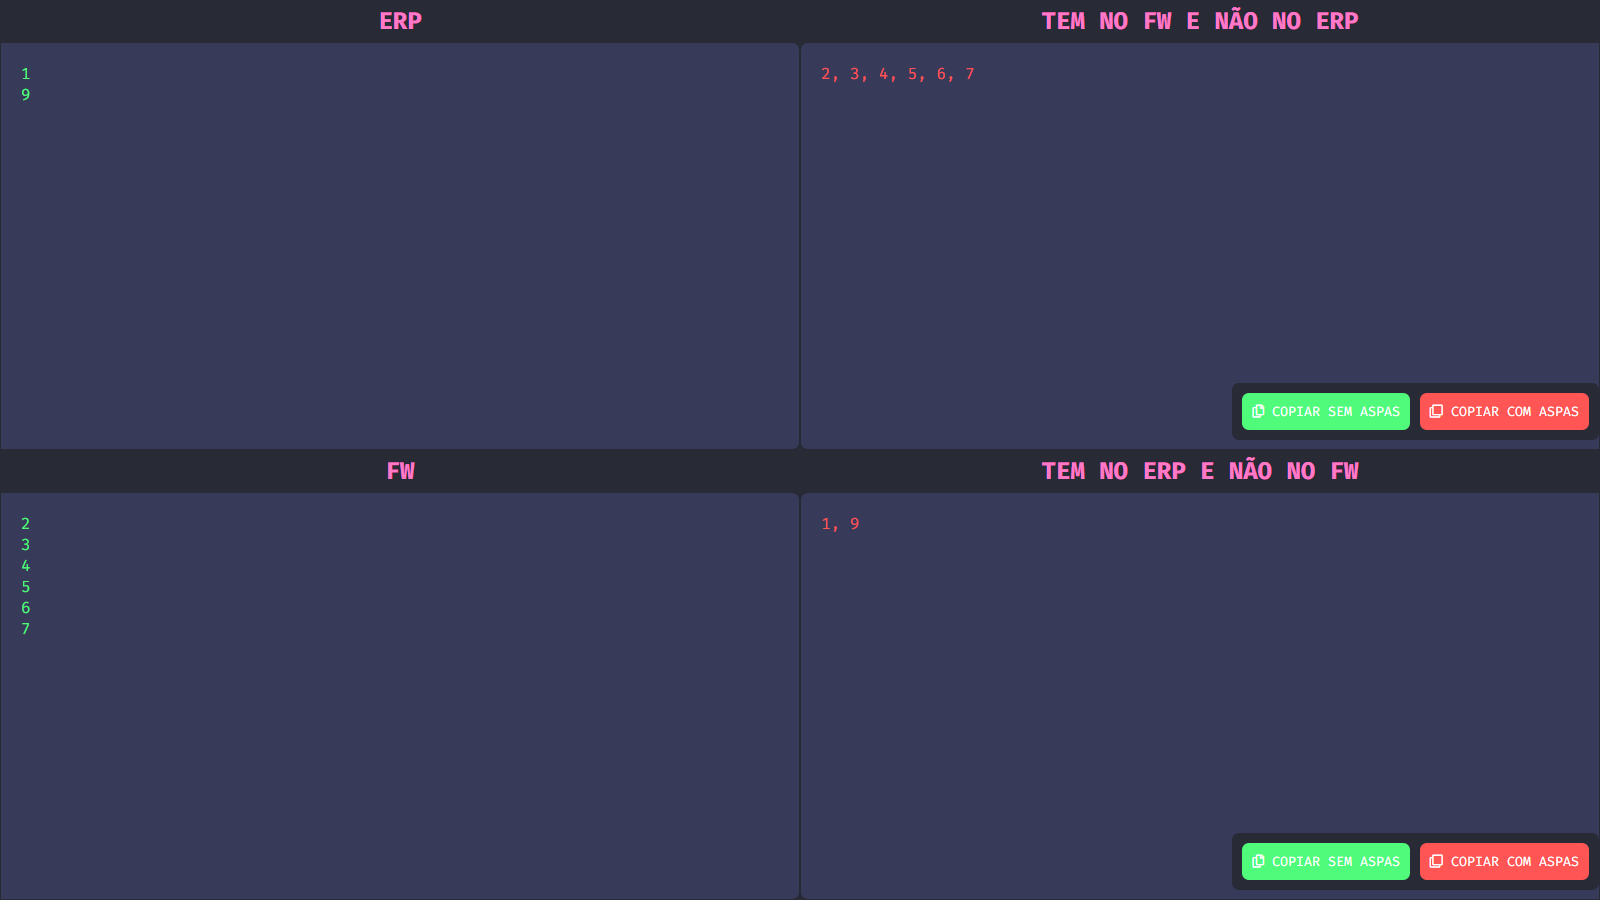 ERP
1
9
TEM NO FW E NÃO NO ERP
2, 3, 4, 5, 6, 7
COPIAR SEM ASPAS
COPIAR COM ASPAS
FW
2
3
4
5
6
7
TEM NO ERP E NÃO NO FW
1, 9
COPIAR SEM ASPAS
COPIAR COM ASPAS